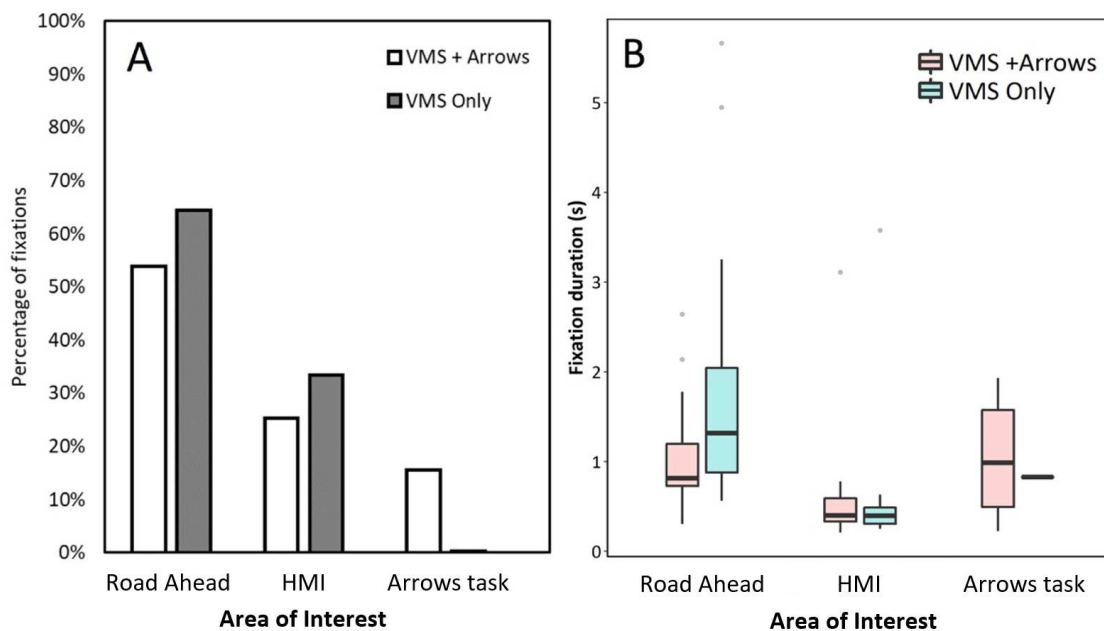 A
VMS + Arrows
VMS Only
Percentage of fixations
100%
90%
80%
70%
60%
50%
40%
30%
20%
10%
0%
Road Ahead HMI Arrows task
Area of Interest
B
VMS +Arrows
VMS Only
Fixation duration (s)
5
4
3
2
1
0
Road Ahead HMI Arrows task
Area of Interest